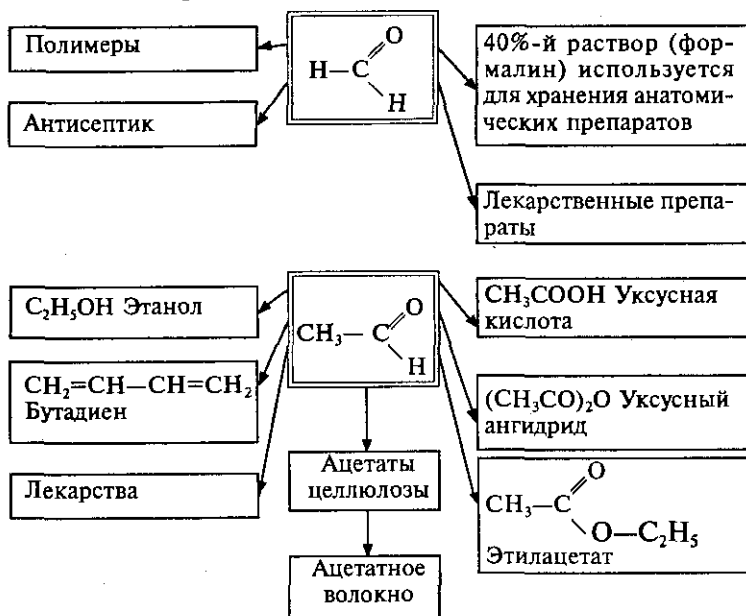 Полимеры
Антисептик
H—C
O
H
40%-й раствор (фор-
малин) используется
для хранения анатоми-
ческих препаратов
Лекарственные препа-
раты
C₂H₅OH Этанол
CH₂=CH—CH=CH₂
Бутадиен
Лекарства
O
CH₃—C
H
Ацетаты
целлюлозы
Ацетатное
волокно
CH₃COOH Уксусная
кислота
(CH₃CO)₂O Уксусный
ангидрид
O
CH₃—C
O—C₂H₅
Этилацетат